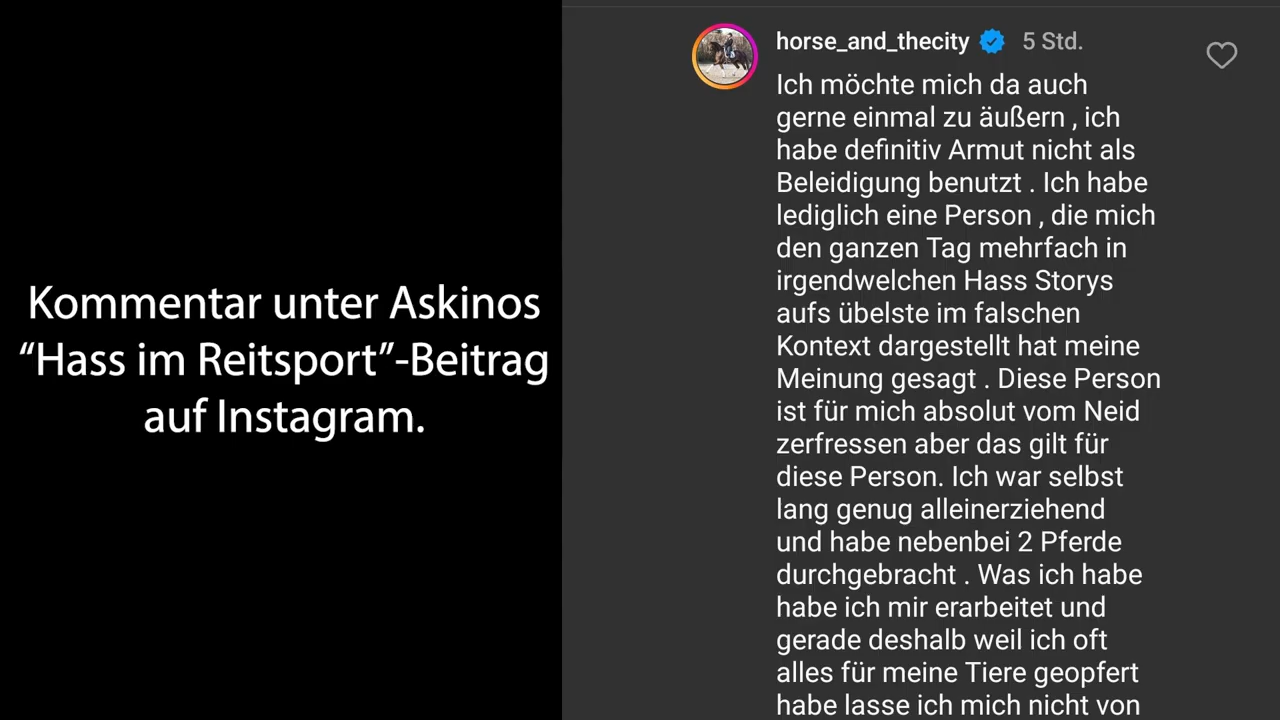 Kommentar unter Askinos
“Hass im Reitsport”-Beitrag
auf Instagram.
horse_and_thecity 5 Std.
Ich möchte mich da auch
gerne einmal zu äußern , ich
habe definitiv Armut nicht als
Beleidigung benutzt . Ich habe
lediglich eine Person , die mich
den ganzen Tag mehrfach in
irgendwelchen Hass Storys
aufs übelste im falschen
Kontext dargestellt hat meine
Meinung gesagt . Diese Person
ist für mich absolut vom Neid
zerfressen aber das gilt für
diese Person. Ich war selbst
lang genug alleinerziehend
und habe nebenbei 2 Pferde
durchgebracht . Was ich habe
habe ich mir erarbeitet und
gerade deshalb weil ich oft
alles für meine Tiere geopfert
habe lasse ich mich nicht von